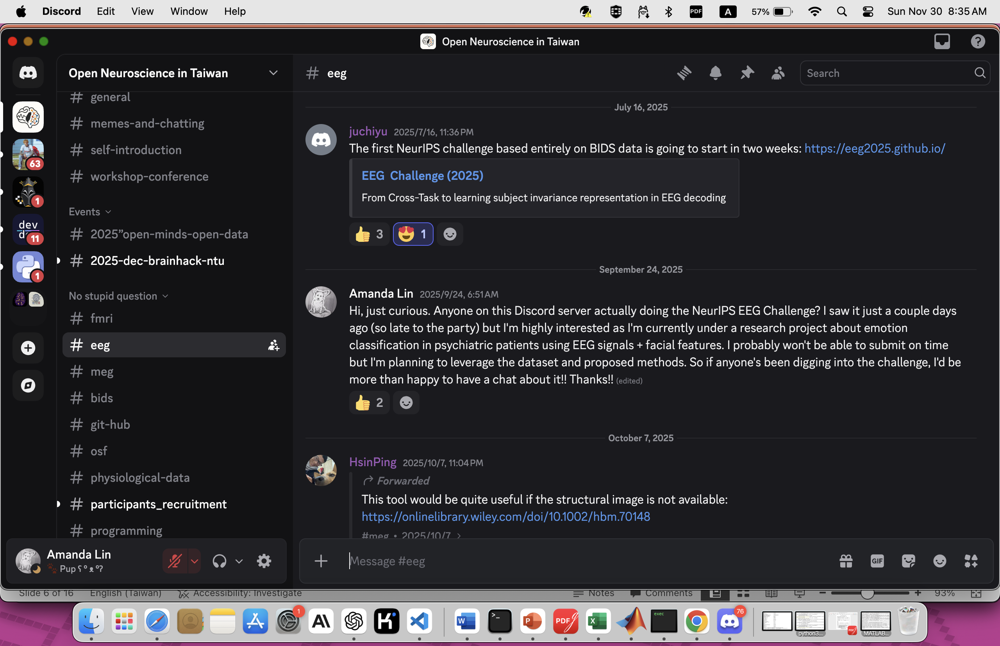 Discord Edit View Window Help PDF A 57% Sun Nov 30 8:35 AM
Open Neuroscience in Taiwan
Open Neuroscience in Taiwan
general
memes-and-chatting
self-introduction
workshop-conference
Events
2025”open-minds-open-data
2025-dec-brainhack-ntu
No stupid question
fmri
eeg
meg
bids
git-hub
osf
physiological-data
participants_recruitment
programming
63
1
dev
11
1
Amanda Lin
Pup ʕº ᴥ ºʔ
# eeg
Search
July 16, 2025
juchiyu 2025/7/16, 11:36 PM
The first NeurIPS challenge based entirely on BIDS data is going to start in two weeks: https://eeg2025.github.io/
EEG Challenge (2025)
From Cross-Task to learning subject invariance representation in EEG decoding
3 1
September 24, 2025
Amanda Lin 2025/9/24, 6:51 AM
Hi, just curious. Anyone on this Discord server actually doing the NeurIPS EEG Challenge? I saw it just a couple days
ago (so late to the party) but I'm highly interested as I'm currently under a research project about emotion
classification in psychiatric patients using EEG signals + facial features. I probably won't be able to submit on time
but I'm planning to leverage the dataset and proposed methods. So if anyone's been digging into the challenge, I'd be
more than happy to have a chat about it!! Thanks!! (edited)
2
October 7, 2025
HsinPing 2025/10/7, 11:04 PM
Forwarded
This tool would be quite useful if the structural image is not available:
https://onlinelibrary.wiley.com/doi/10.1002/hbm.70148
#meg • 2025/10/7 >
Message #eeg
GIF
Slide 6 of 16 English (Taiwan) Accessibility: Investigate Notes Comments 93%
1 W >_ P PDF X exec 76 python3.... PDF MATLAB...